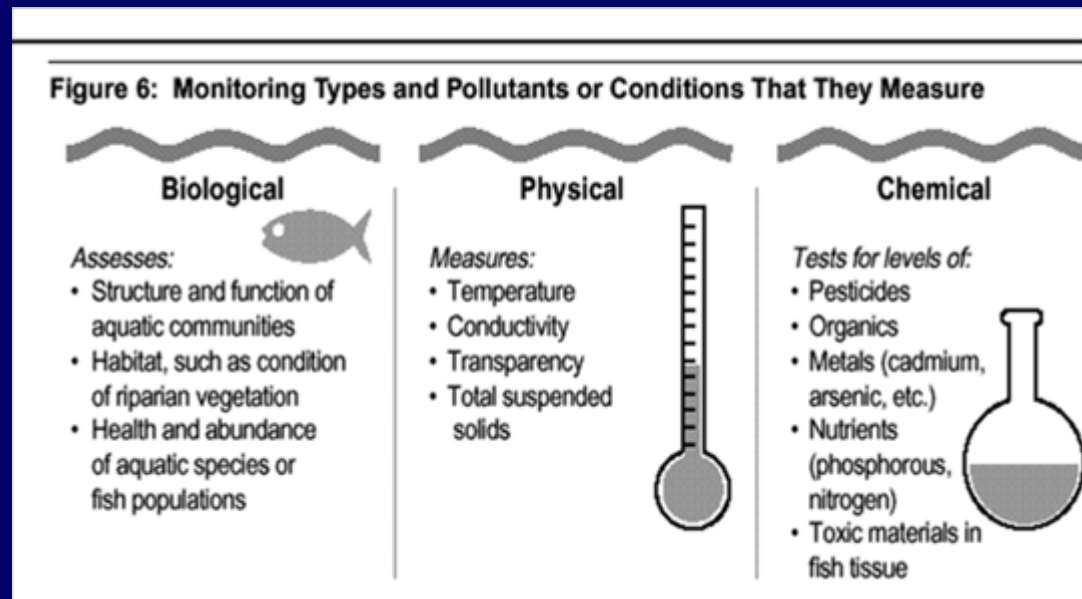 Figure 6: Monitoring Types and Pollutants or Conditions That They Measure
Biological
Assesses:
• Structure and function of
aquatic communities
• Habitat, such as condition
of riparian vegetation
• Health and abundance
of aquatic species or
fish populations
Physical
Measures:
• Temperature
• Conductivity
• Transparency
• Total suspended
solids
Chemical
Tests for levels of:
• Pesticides
• Organics
• Metals (cadmium,
arsenic, etc.)
• Nutrients
(phosphorous,
nitrogen)
• Toxic materials in
fish tissue